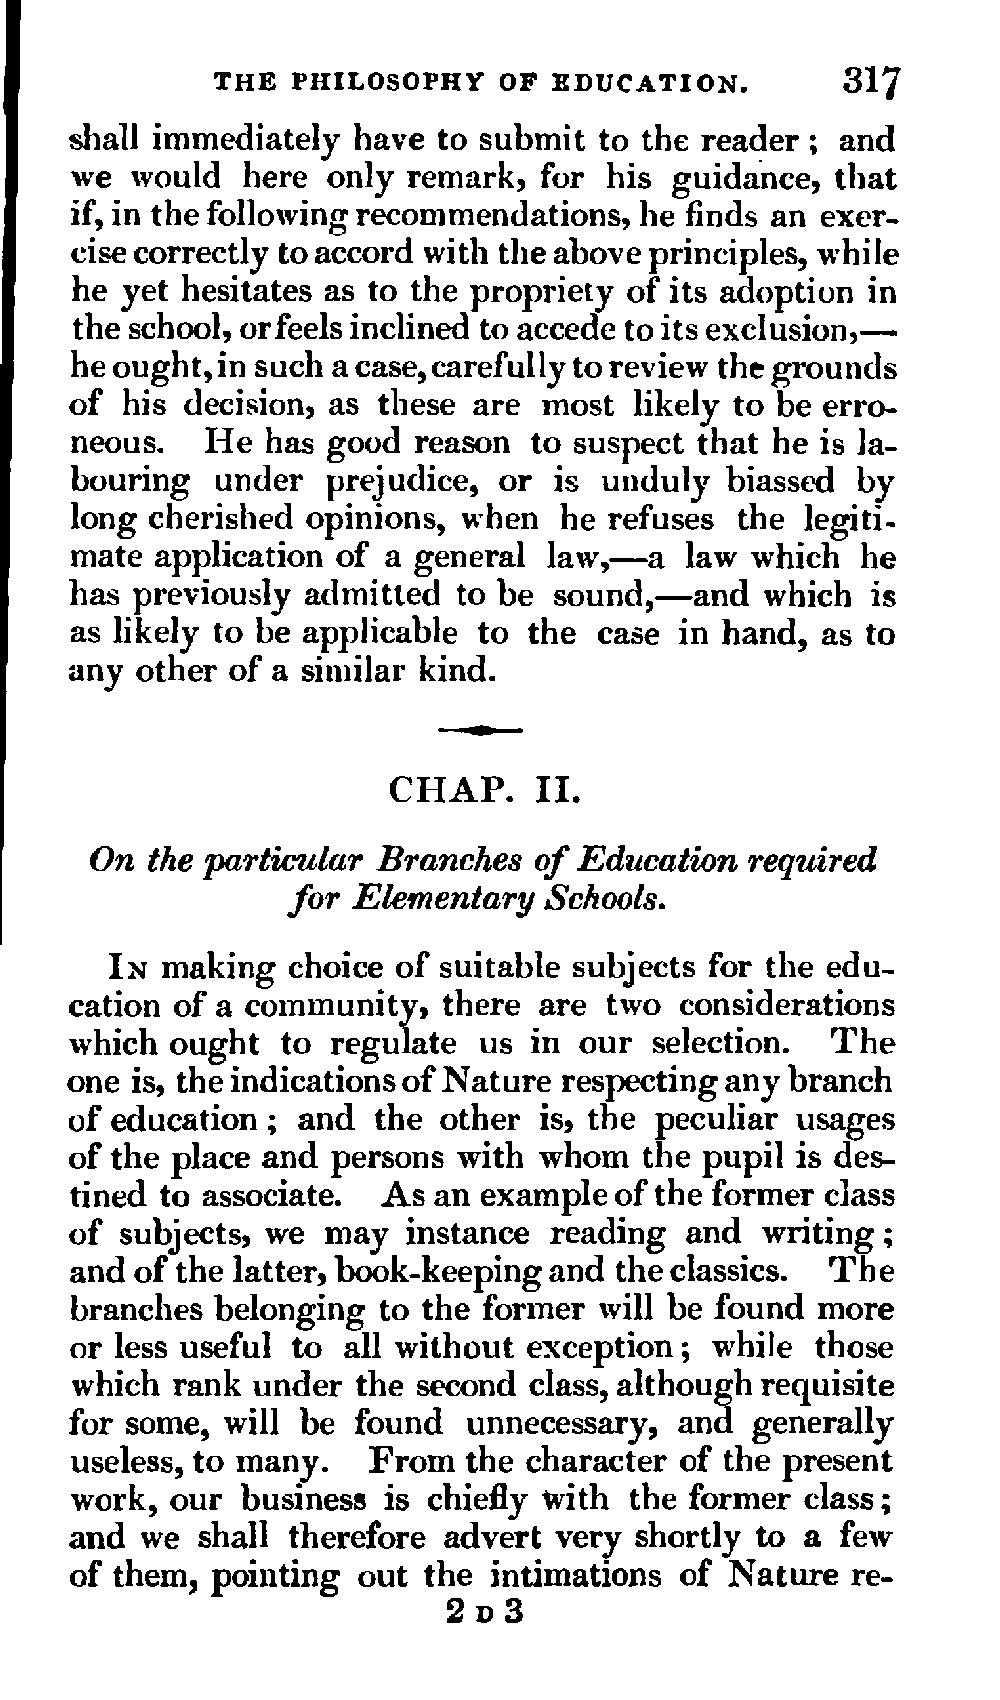 THE PHILOSOPHY OF EDUCATION. 317
shall immediately have to submit to the reader ; and
we would here only remark, for his guidance, that
if, in the following recommendations, he finds an exer-
cise correctly to accord with the above principles, while
he yet hesitates as to the propriety of its adoption in
the school, or feels inclined to accede to its exclusion,—
he ought, in such a case, carefully to review the grounds
of his decision, as these are most likely to be erro-
neous. He has good reason to suspect that he is la-
bouring under prejudice, or is unduly biassed by
long cherished opinions, when he refuses the legiti-
mate application of a general law,—a law which he
has previously admitted to be sound,—and which is
as likely to be applicable to the case in hand, as to
any other of a similar kind.
CHAP. II.
On the particular Branches of Education required
for Elementary Schools.
IN making choice of suitable subjects for the edu-
cation of a community, there are two considerations
which ought to regulate us in our selection. The
one is, the indications of Nature respecting any branch
of education ; and the other is, the peculiar usages
of the place and persons with whom the pupil is des-
tined to associate. As an example of the former class
of subjects, we may instance reading and writing ;
and of the latter, book-keeping and the classics. The
branches belonging to the former will be found more
or less useful to all without exception ; while those
which rank under the second class, although requisite
for some, will be found unnecessary, and generally
useless, to many. From the character of the present
work, our business is chiefly with the former class ;
and we shall therefore advert very shortly to a few
of them, pointing out the intimations of Nature re-
2 D 3